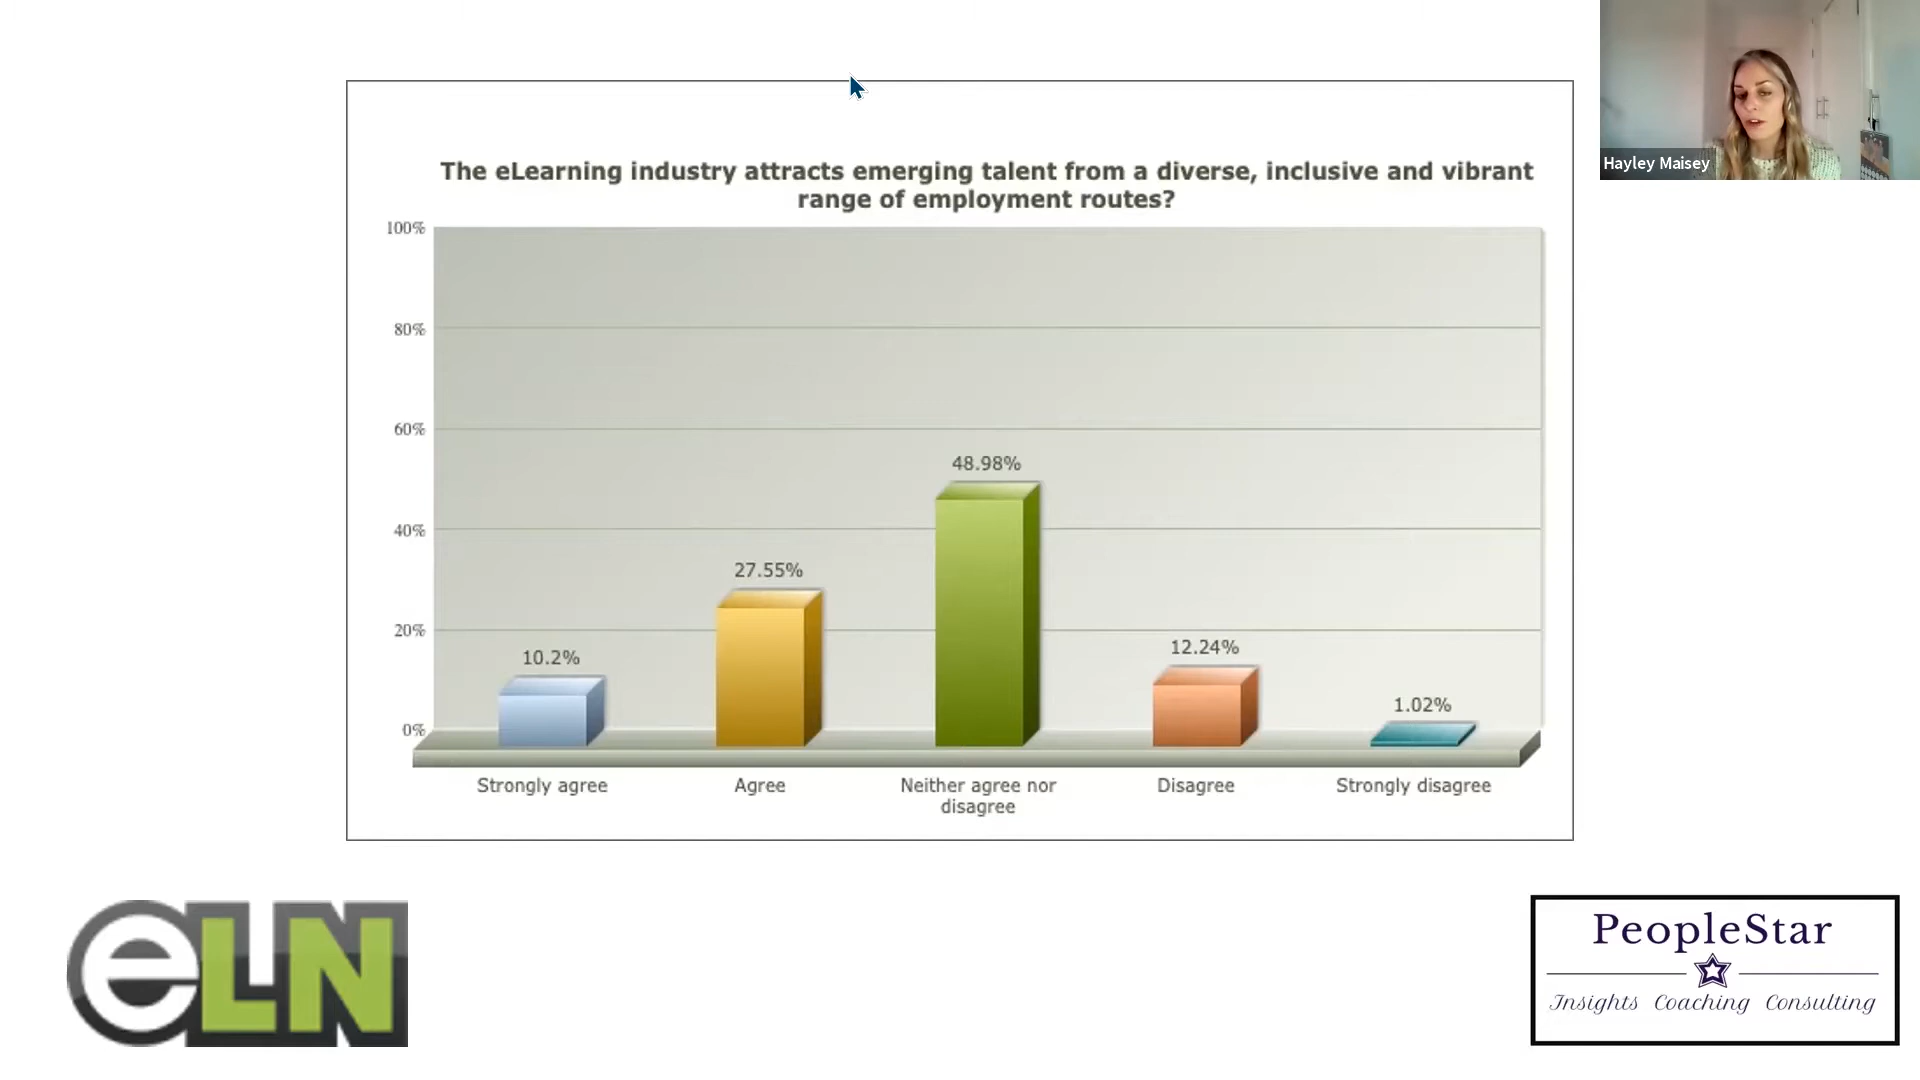 Hayley Maisey
The eLearning industry attracts emerging talent from a diverse, inclusive and vibrant
range of employment routes?
100%
80%
60%
40%
20%
0%
10.2%
27.55%
48.98%
12.24%
1.02%
Strongly agree
Agree
Neither agree nor
disagree
Disagree
Strongly disagree
eLN
PeopleStar
Insights Coaching Consulting